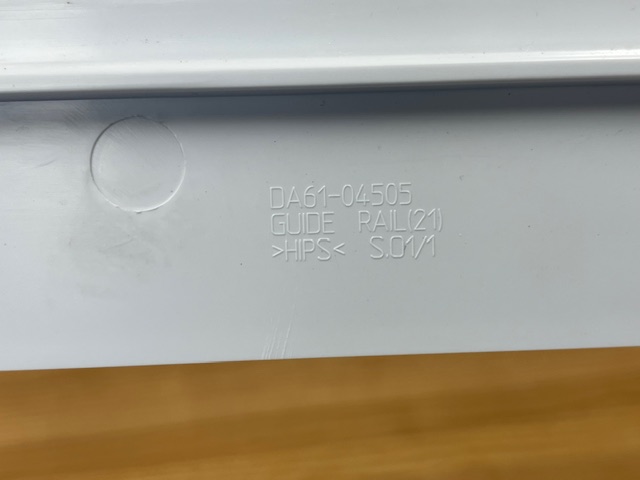 DA61-04505
GUIDE RAIL(21)
>HIPS< S.01/1